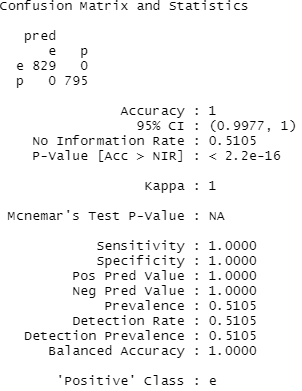 Confusion Matrix and Statistics
pred
e p
e 829 0
p 0 795
Accuracy : 1
95% CI : (0.9977, 1)
No Information Rate : 0.5105
P-Value [Acc > NIR] : < 2.2e-16
Kappa : 1
Mcnemar's Test P-Value : NA
Sensitivity : 1.0000
Specificity : 1.0000
Pos Pred Value : 1.0000
Neg Pred Value : 1.0000
Prevalence : 0.5105
Detection Rate : 0.5105
Detection Prevalence : 0.5105
Balanced Accuracy : 1.0000
'Positive' Class : e